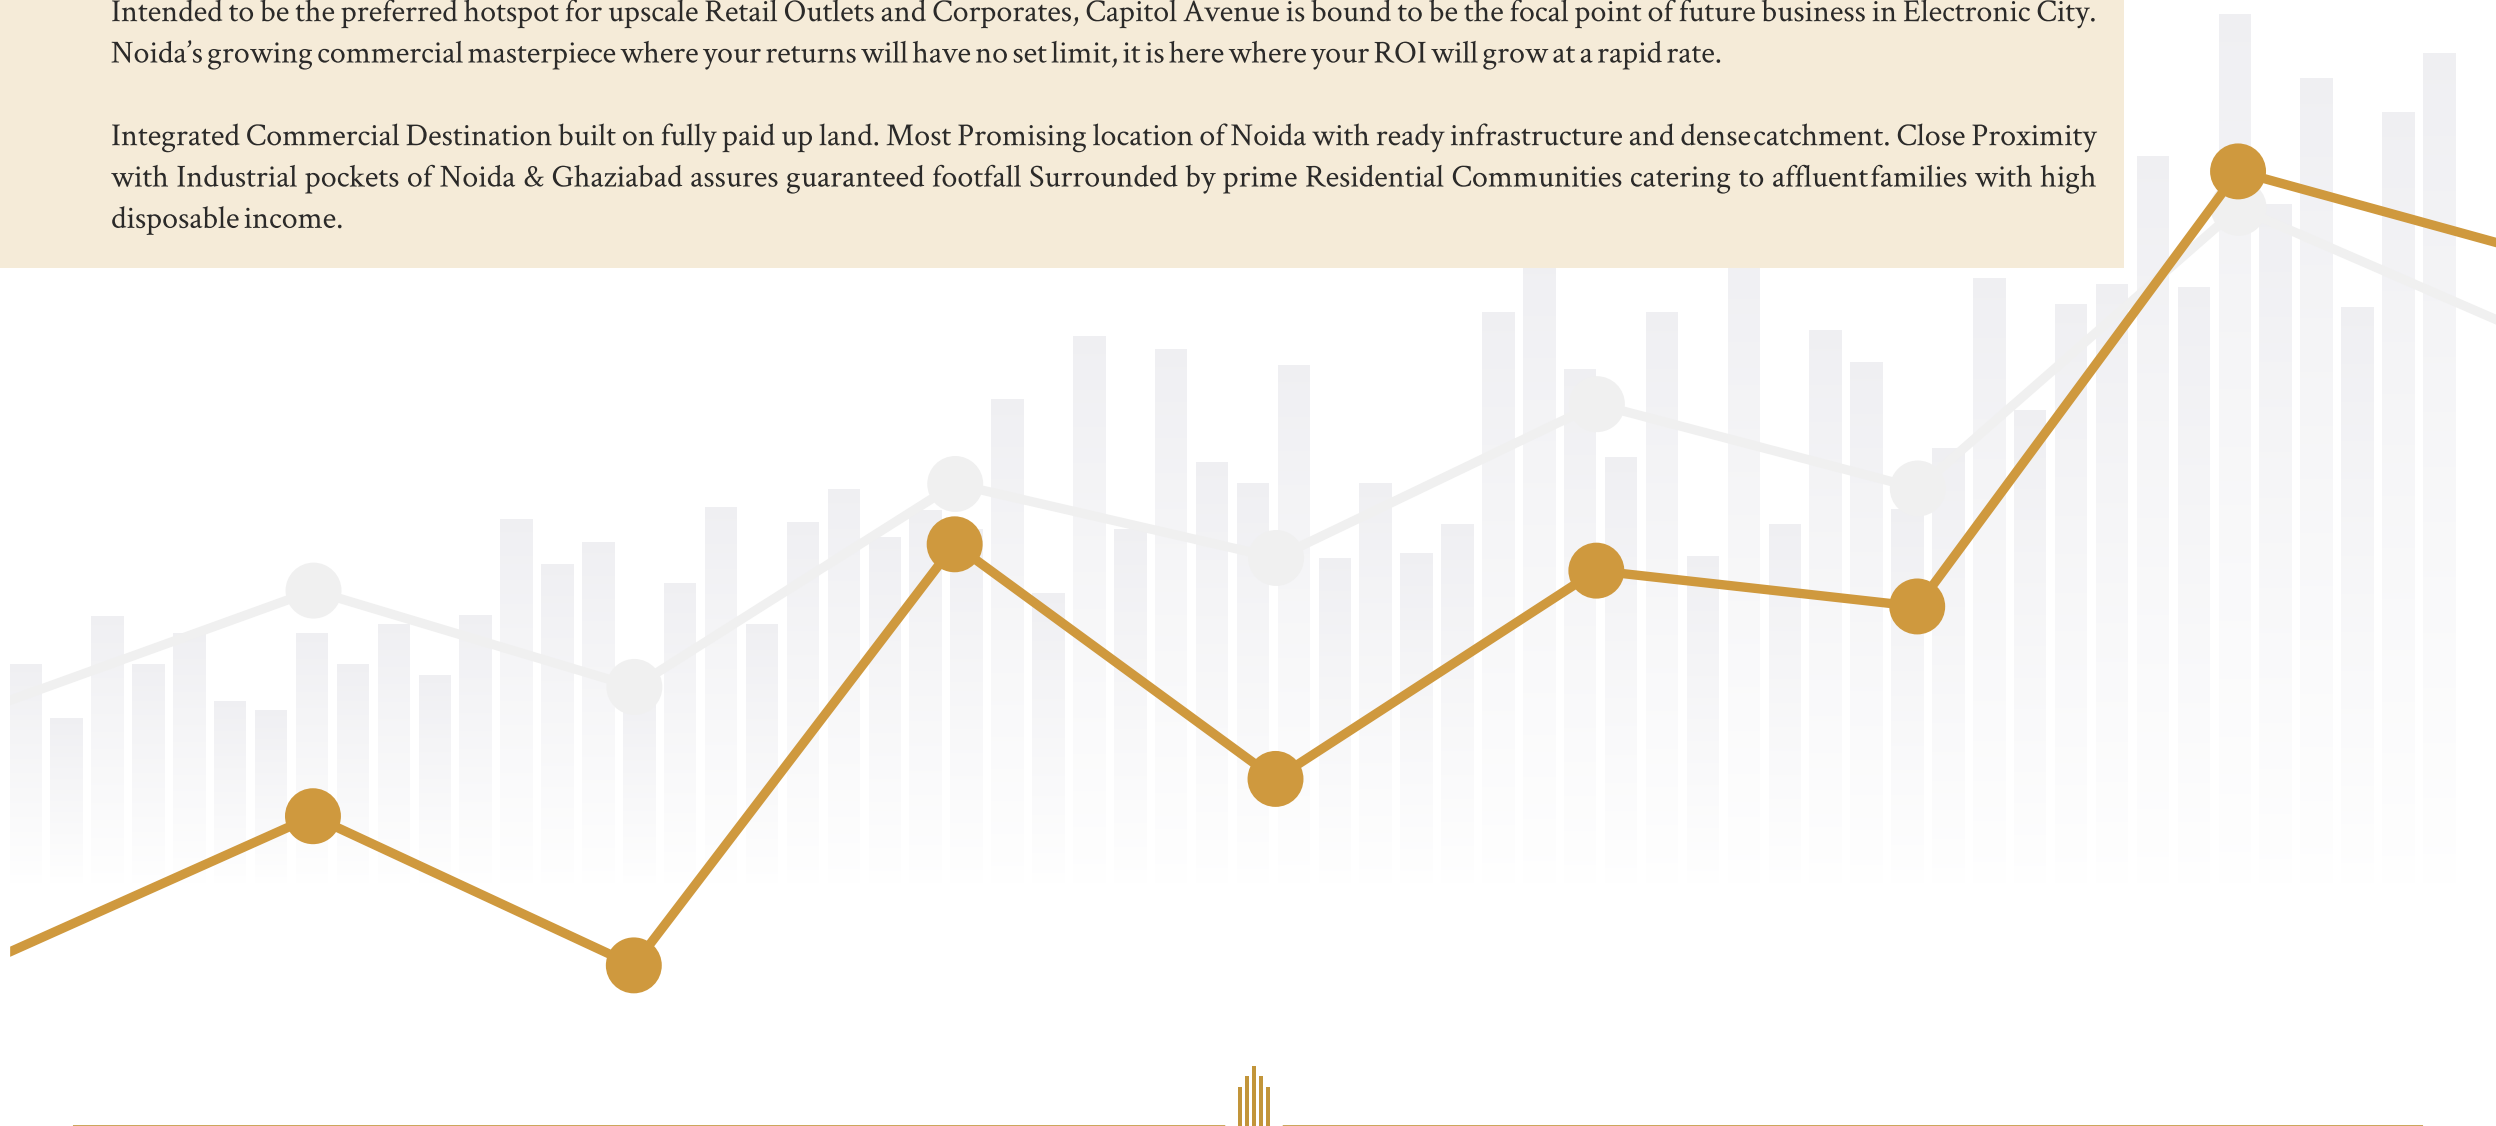 Intended to be the preferred hotspot for upscale Retail Outlets and Corporates, Capitol Avenue is bound to be the focal point of future business in Electronic City.
Noida’s growing commercial masterpiece where your returns will have no set limit, it is here where your ROI will grow at a rapid rate.
Integrated Commercial Destination built on fully paid up land. Most Promising location of Noida with ready infrastructure and dense catchment. Close Proximity
with Industrial pockets of Noida & Ghaziabad assures guaranteed footfall Surrounded by prime Residential Communities catering to affluent families with high
disposable income.